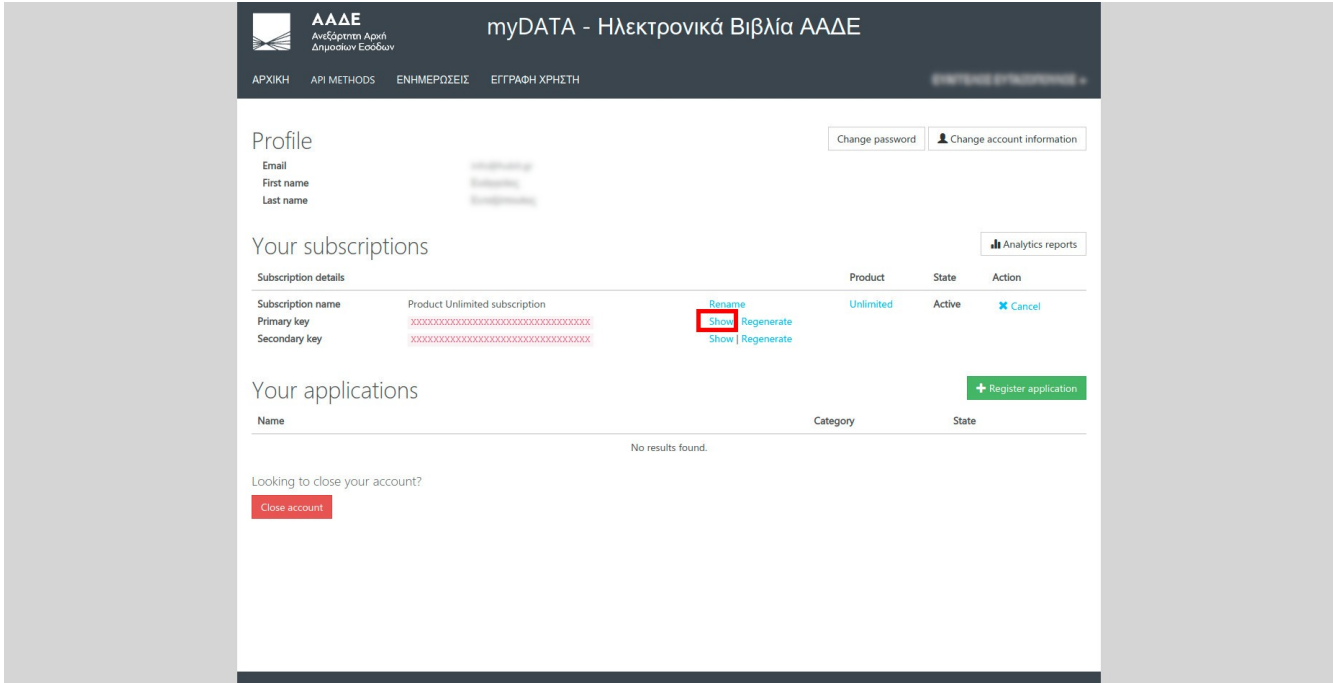 ΑΑΔΕ
Ανεξάρτητη Αρχή
Δημοσίων Εσόδων
myDATA - Ηλεκτρονικά Βιβλία ΑΑΔΕ
ΑΡΧΙΚΗ API METHODS ΕΝΗΜΕΡΩΣΕΙΣ ΕΓΓΡΑΦΗ ΧΡΗΣΤΗ
Profile
Change password Change account information
Email
First name
Last name
Your subscriptions
Analytics reports
Subscription details Product State Action
Subscription name Product Unlimited subscription Rename Unlimited Active Cancel
Primary key XXXXXXXXXXXXXXXXXXXXXXXXXXXXXXXX Show | Regenerate
Secondary key XXXXXXXXXXXXXXXXXXXXXXXXXXXXXXXX Show | Regenerate
Your applications
Register application
Name Category State
No results found.
Looking to close your account?
Close account